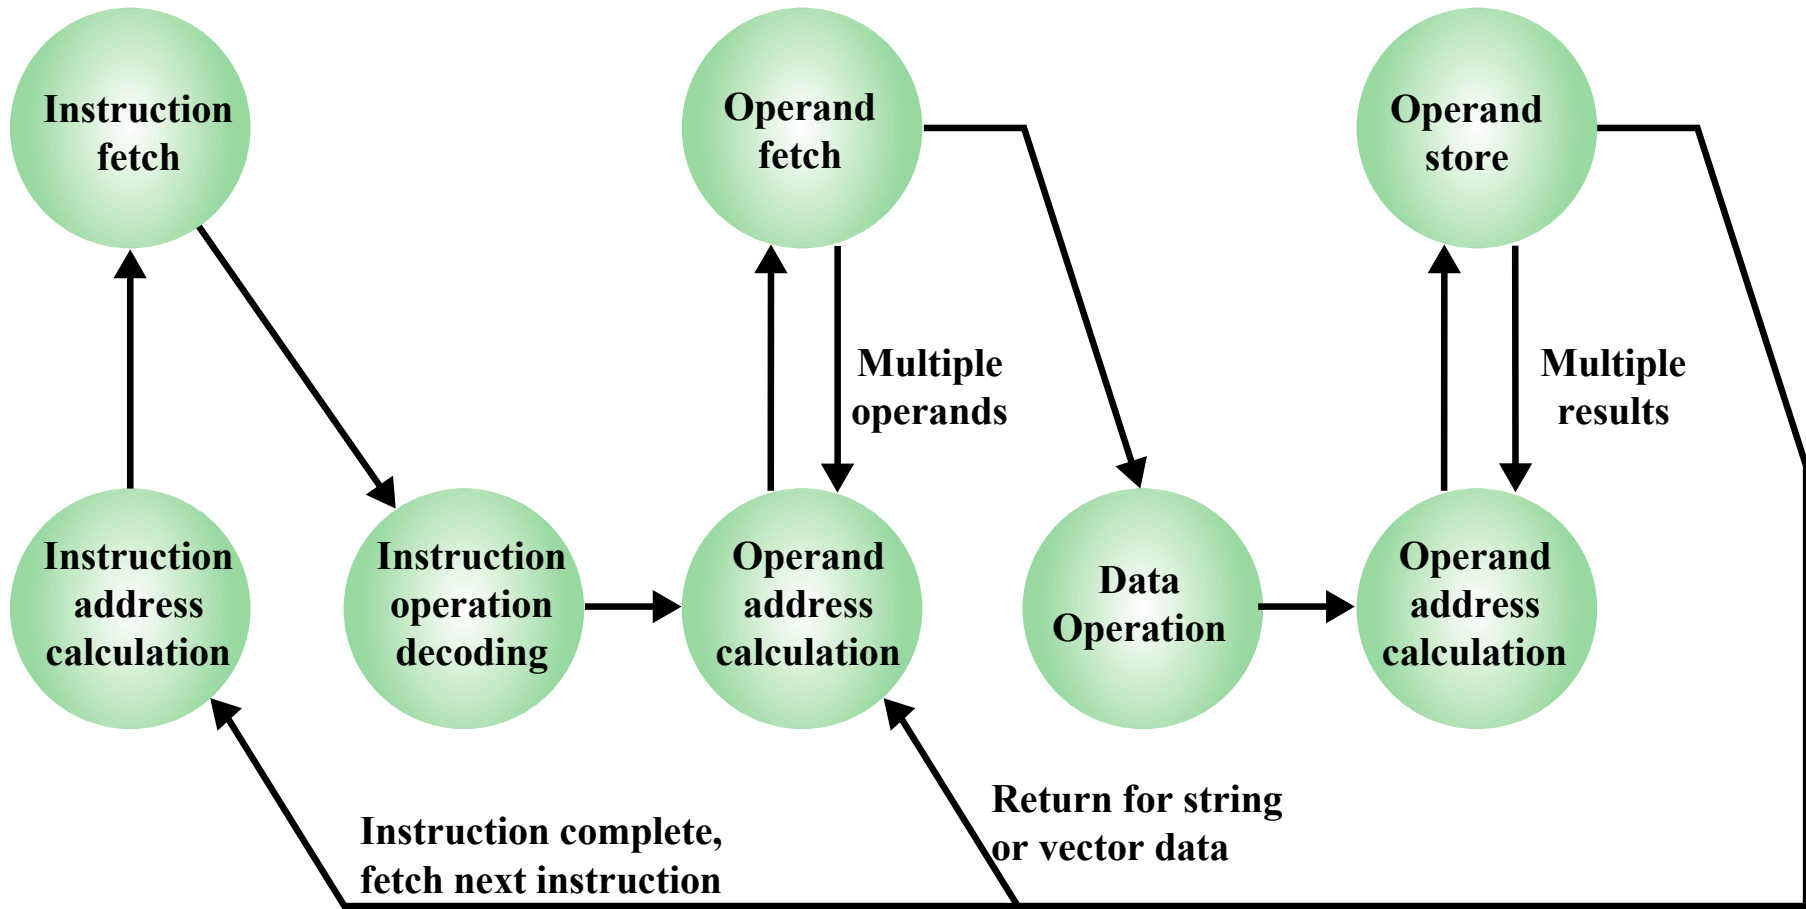 Instruction
fetch
Operand
fetch
Operand
store
Multiple
operands
Multiple
results
Instruction
address
calculation
Instruction
operation
decoding
Operand
address
calculation
Data
Operation
Operand
address
calculation
Instruction complete,
fetch next instruction
Return for string
or vector data